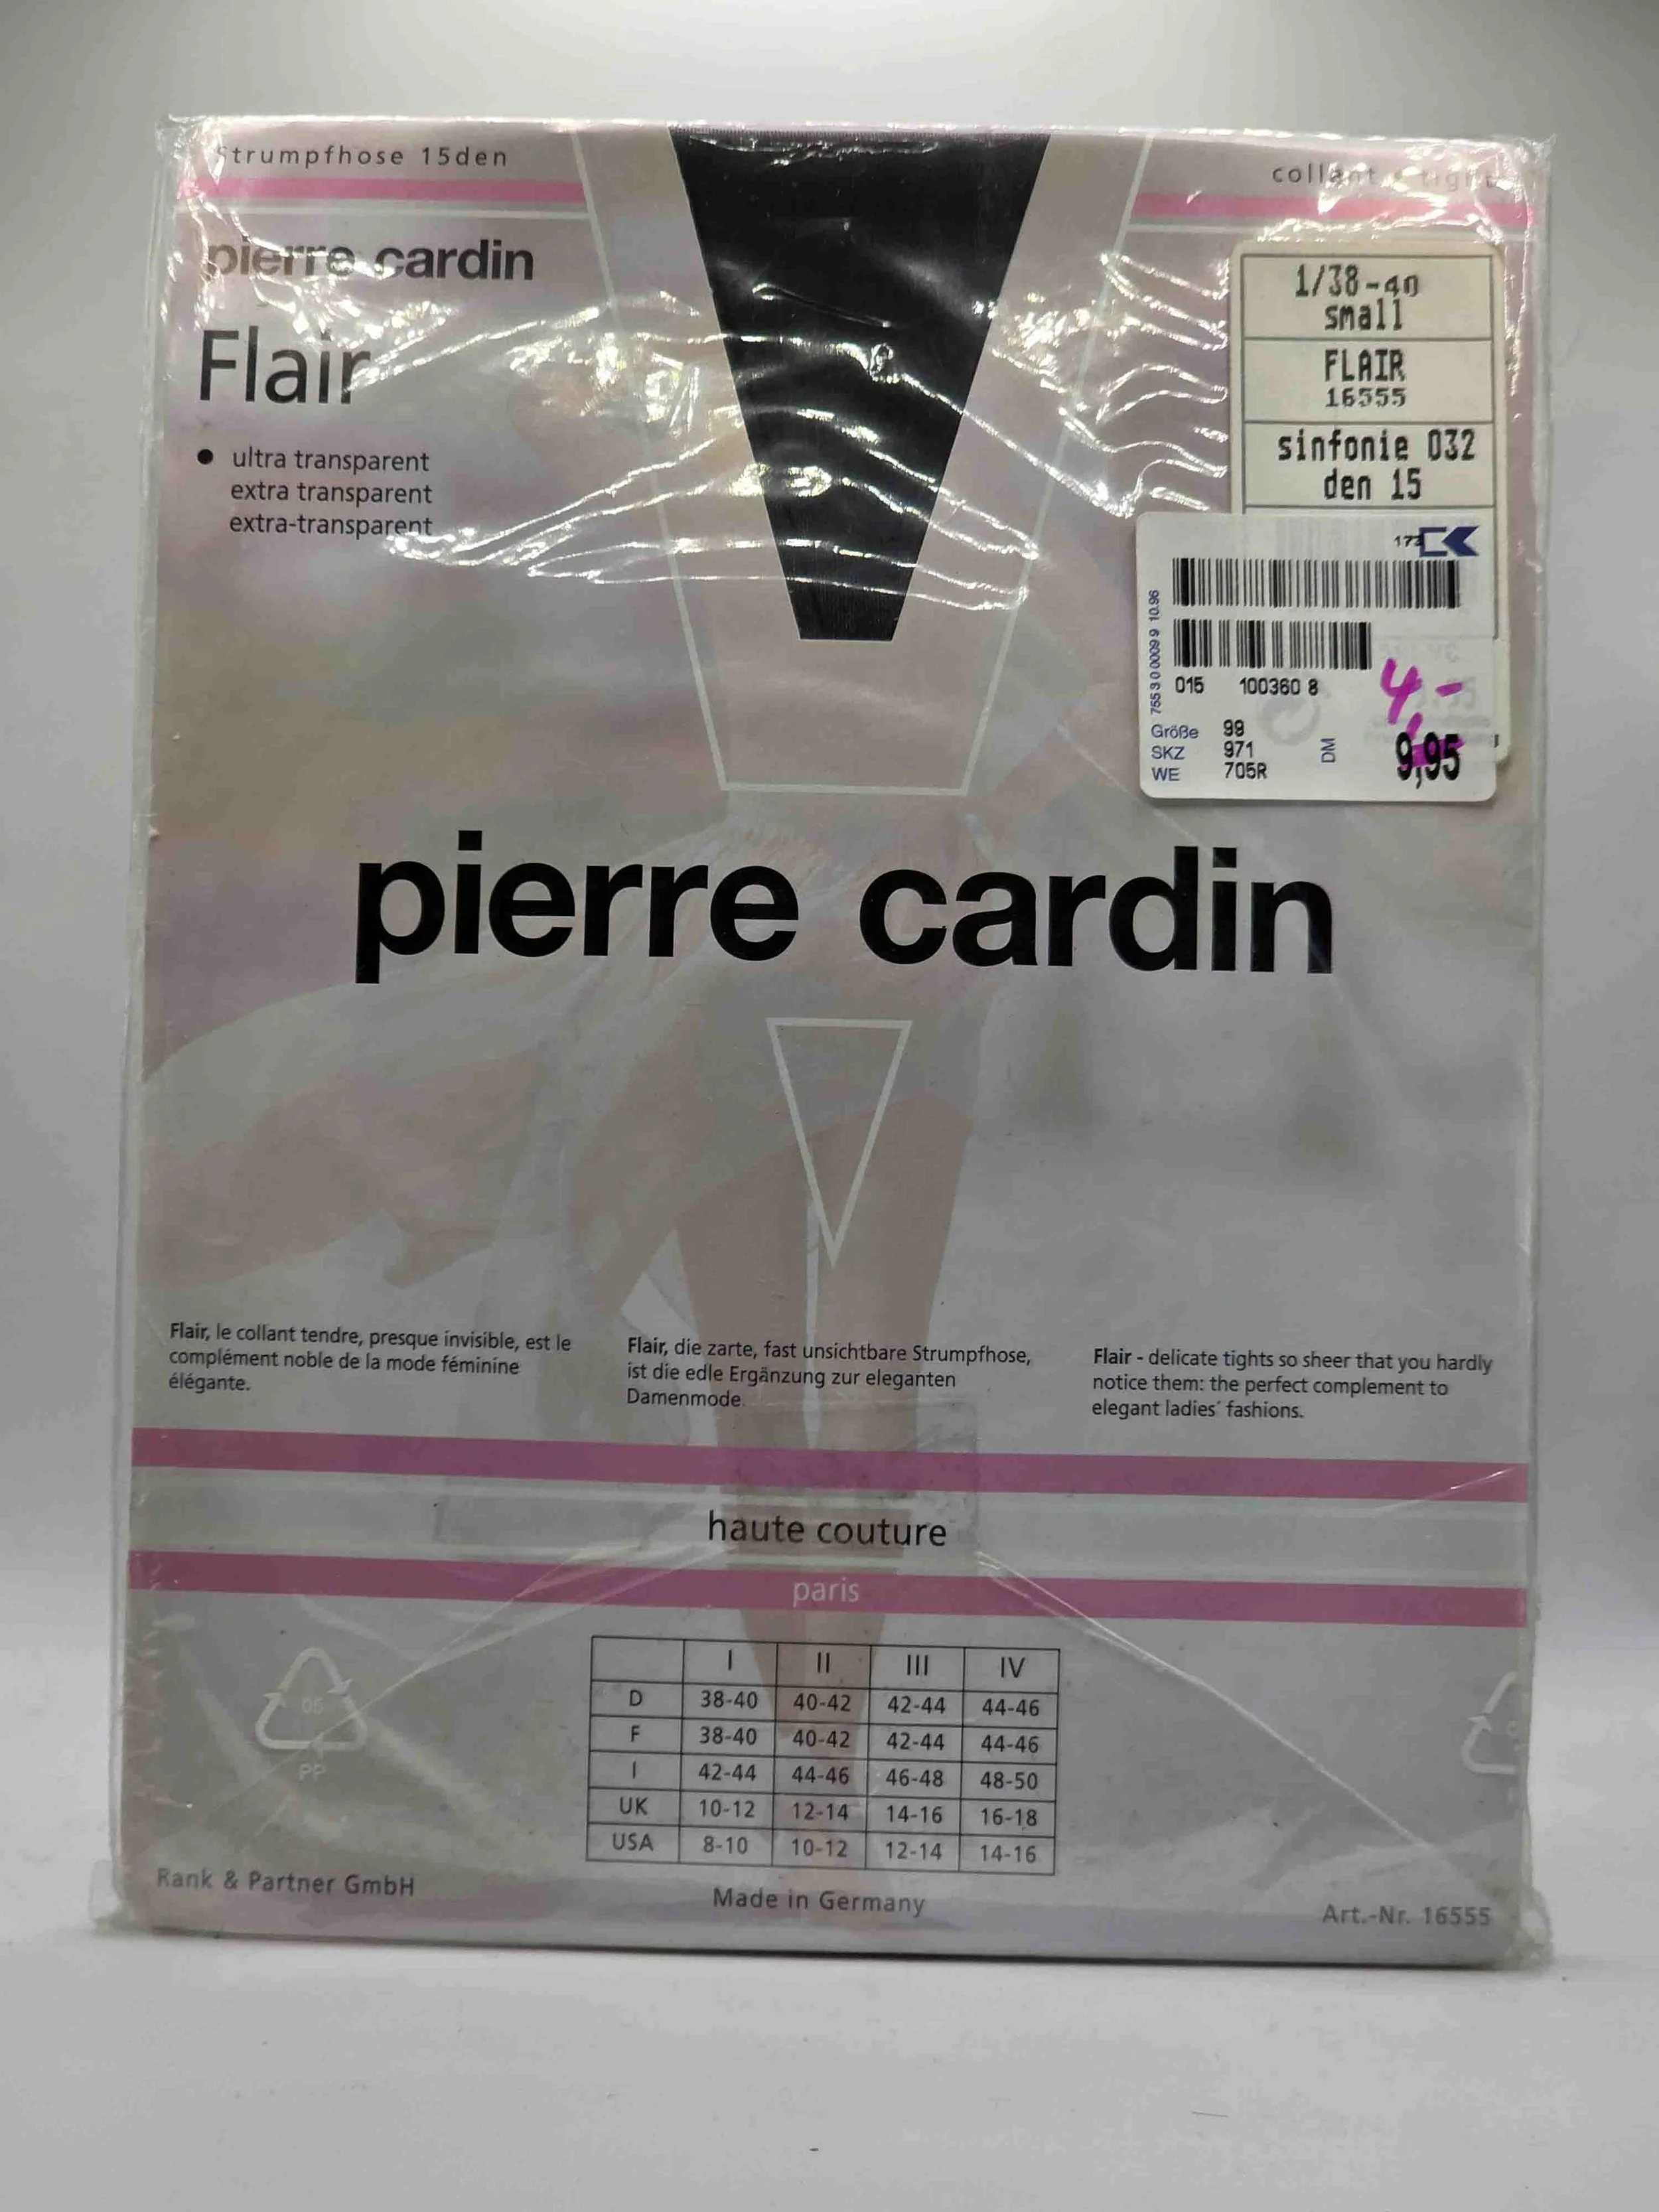 Strumpfhose 15den
collant
pierre cardin
Flair
● ultra transparent
extra transparent
extra-transparent
1/38-40
small
FLAIR
16555
sinfonie 032
den 15
173
7553 0 0009 9 10.96
015 100360 8
4,-
Größe 99
SKZ 971
WE 705R
DM
9,95
pierre cardin
Flair, le collant tendre, presque invisible, est le
complément noble de la mode féminine
élégante.
Flair, die zarte, fast unsichtbare Strumpfhose,
ist die edle Ergänzung zur eleganten
Damenmode.
Flair - delicate tights so sheer that you hardly
notice them: the perfect complement to
elegant ladies´ fashions.
haute couture
paris
I II III IV
D 38-40 40-42 42-44 44-46
F 38-40 40-42 42-44 44-46
I 42-44 44-46 46-48 48-50
UK 10-12 12-14 14-16 16-18
USA 8-10 10-12 12-14 14-16
05
PP
Rank & Partner GmbH
Made in Germany
Art.-Nr. 16555